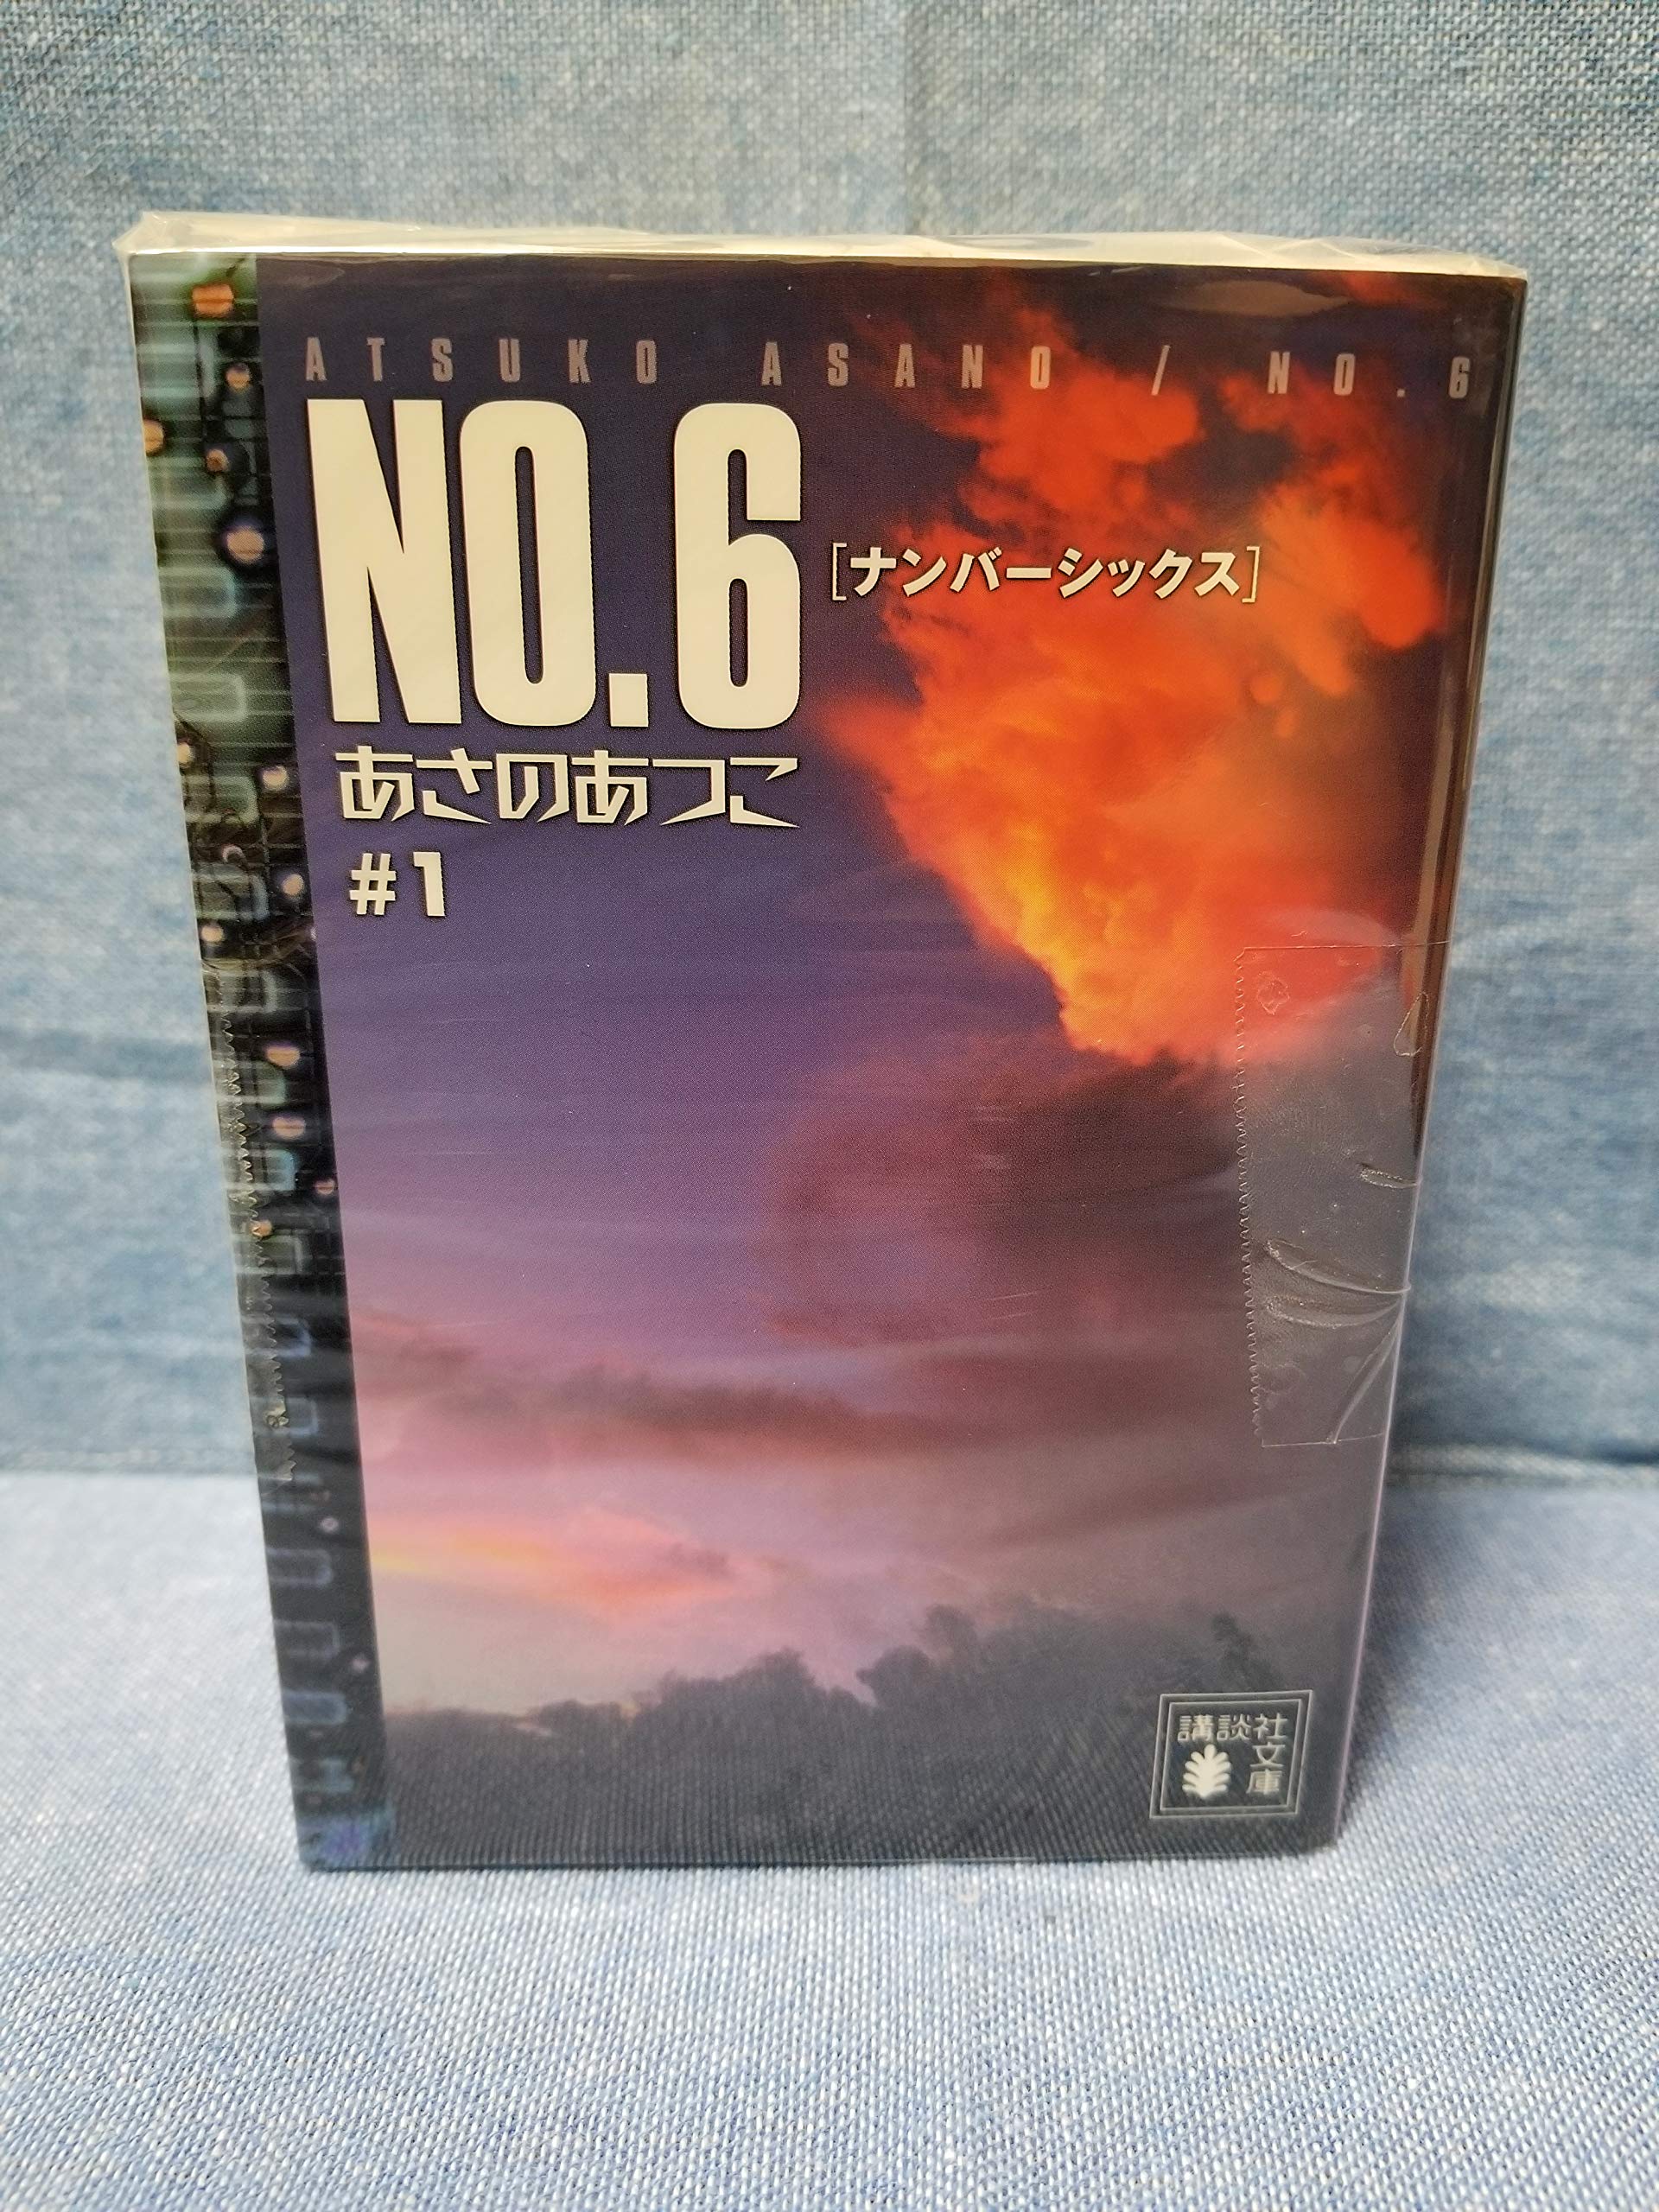 ATSUKO ASANO / NO.6
NO.6
[ナンバーシックス]
あさのあつこ
#1
講談社
文庫